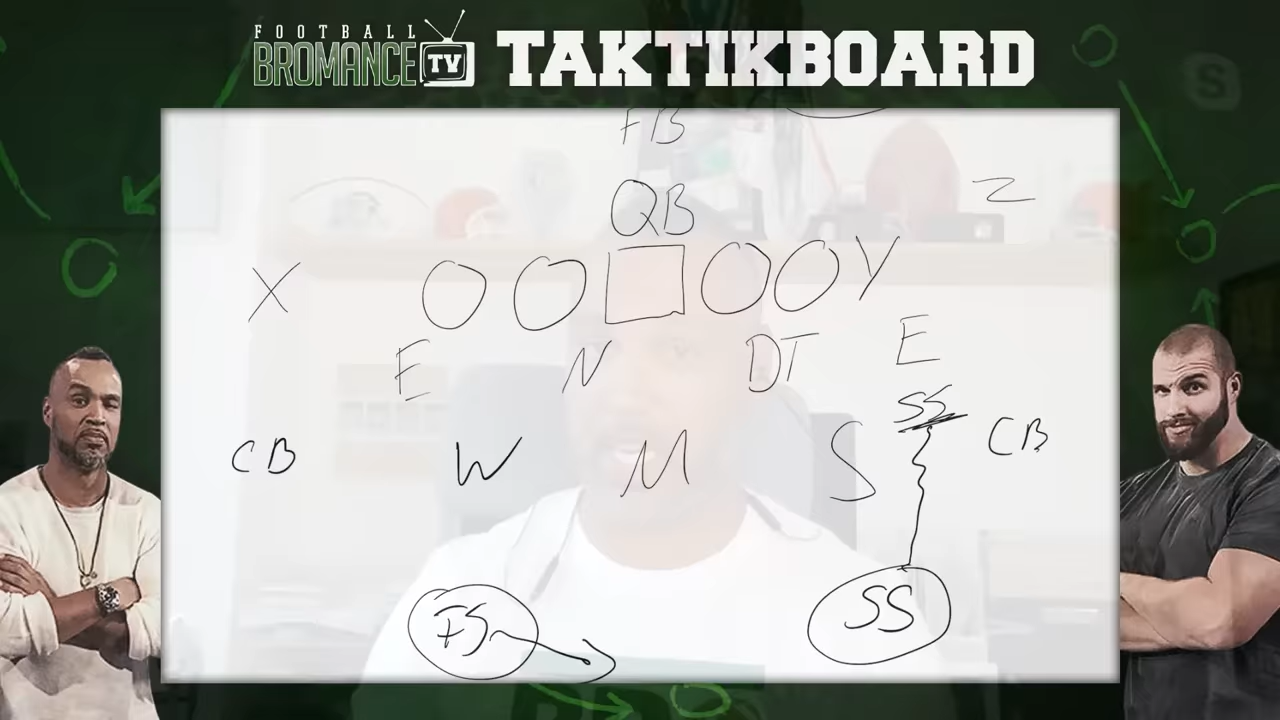 FOOTBALL
BROMANCE TV TAKTIKBOARD
FB
QB
Z
X O O O O Y
E N DT E
SS
CB W M S CB
FS SS